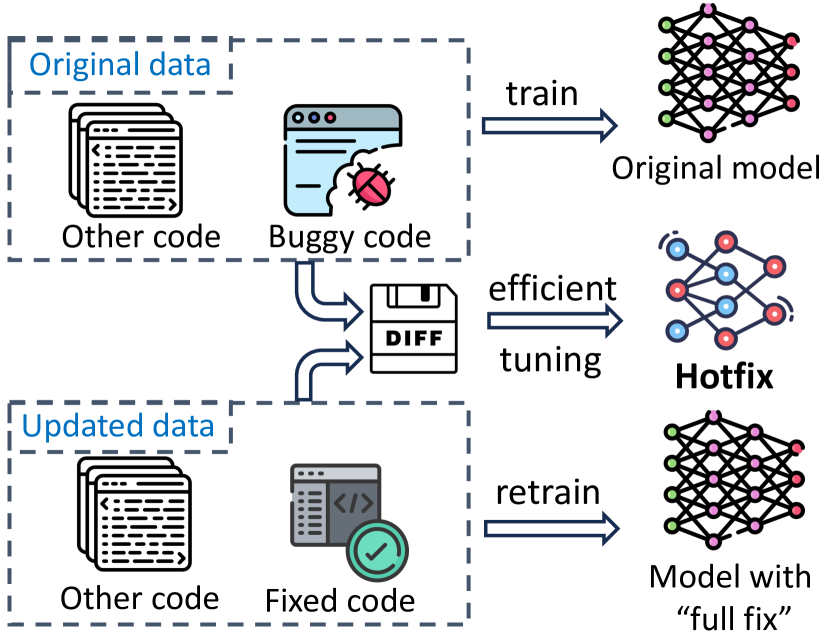 Original data
Other code
Buggy code
train
Original model
DIFF
efficient
tuning
Hotfix
Updated data
Other code
</>
Fixed code
retrain
Model with
“full fix”